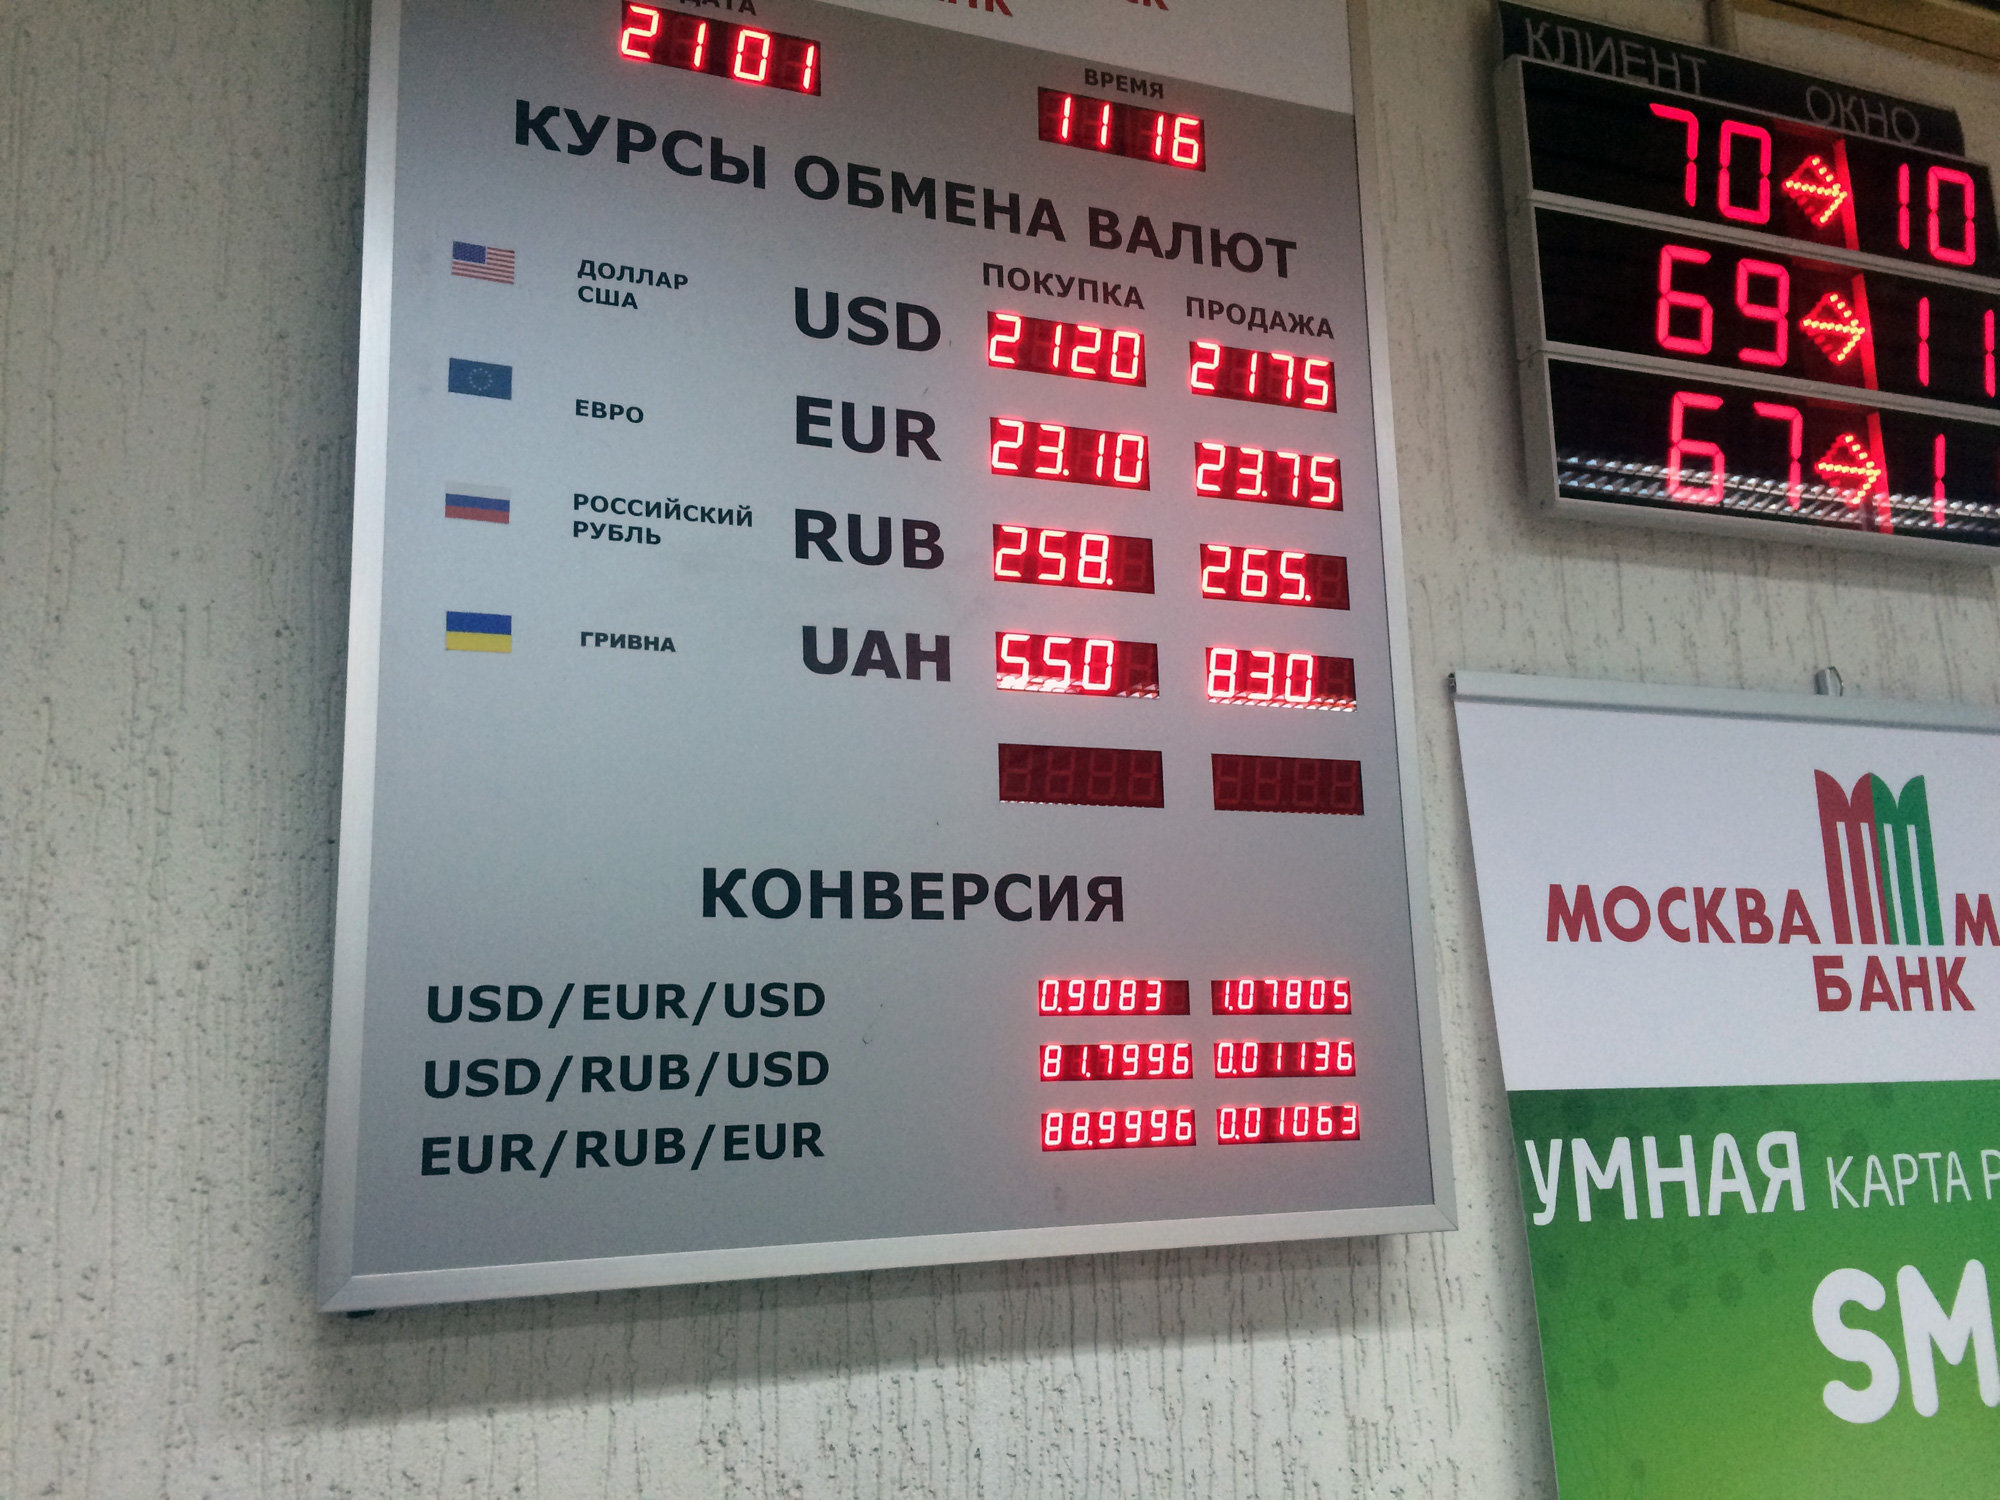 ДАТА
2101
ВРЕМЯ
11 16
КУРСЫ ОБМЕНА ВАЛЮТ
ПОКУПКА ПРОДАЖА
ДОЛЛАР
США
USD 2120 2175
ЕВРО EUR 23.10 23.75
РОССИЙСКИЙ
РУБЛЬ
RUB 258. 265.
ГРИВНА UAH 550 830
КОНВЕРСИЯ
USD/EUR/USD 0.9083 1.07805
USD/RUB/USD 81.7996 0.01136
EUR/RUB/EUR 88.9996 0.01063
КЛИЕНТ ОКНО
70 10
69 11
67 1
МОСКВА
БАНК
УМНАЯ КАРТА